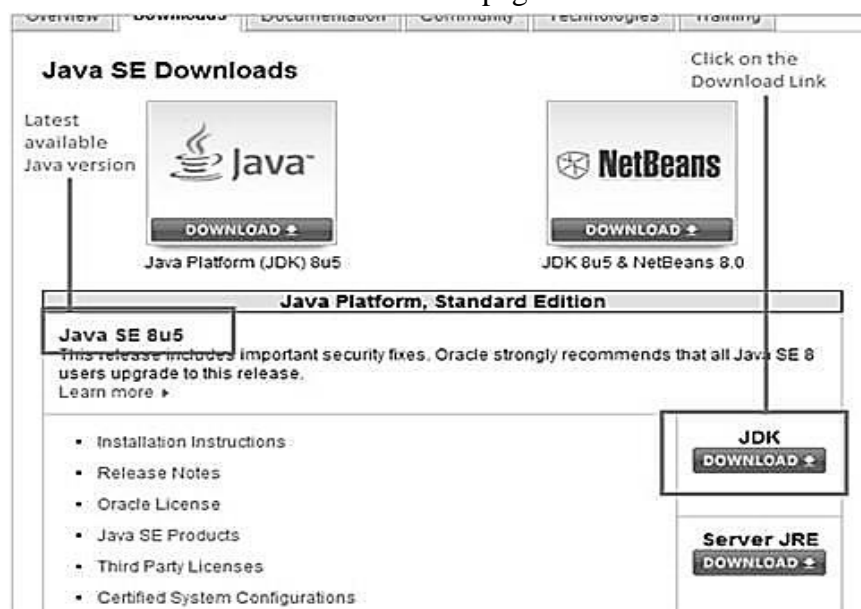 pag
Overview Downloads Documentation Community Technologies Training
Java SE Downloads
Click on the
Download Link
Latest
available
Java version
Java™
NetBeans
DOWNLOAD
DOWNLOAD
Java Platform (JDK) 8u5
JDK 8u5 & NetBeans 8.0
Java Platform, Standard Edition
Java SE 8u5
This release includes important security fixes. Oracle strongly recommends that all Java SE 8
users upgrade to this release.
Learn more
• Installation Instructions
• Release Notes
• Oracle License
• Java SE Products
• Third Party Licenses
• Certified System Configurations
JDK
DOWNLOAD
Server JRE
DOWNLOAD